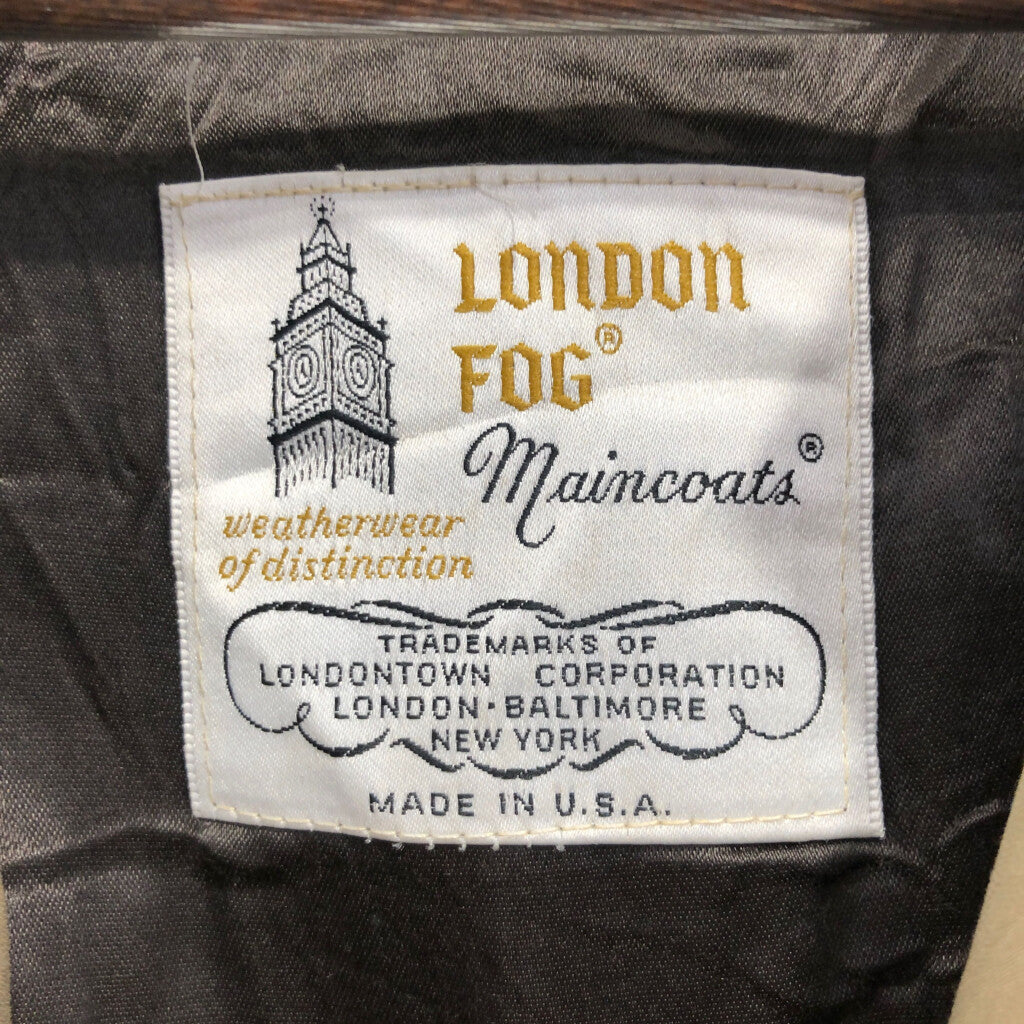 LONDON
FOG®
Maincoats®
weatherwear
of distinction
TRADEMARKS OF
LONDONTOWN CORPORATION
LONDON·BALTIMORE
NEW YORK
MADE IN U.S.A.